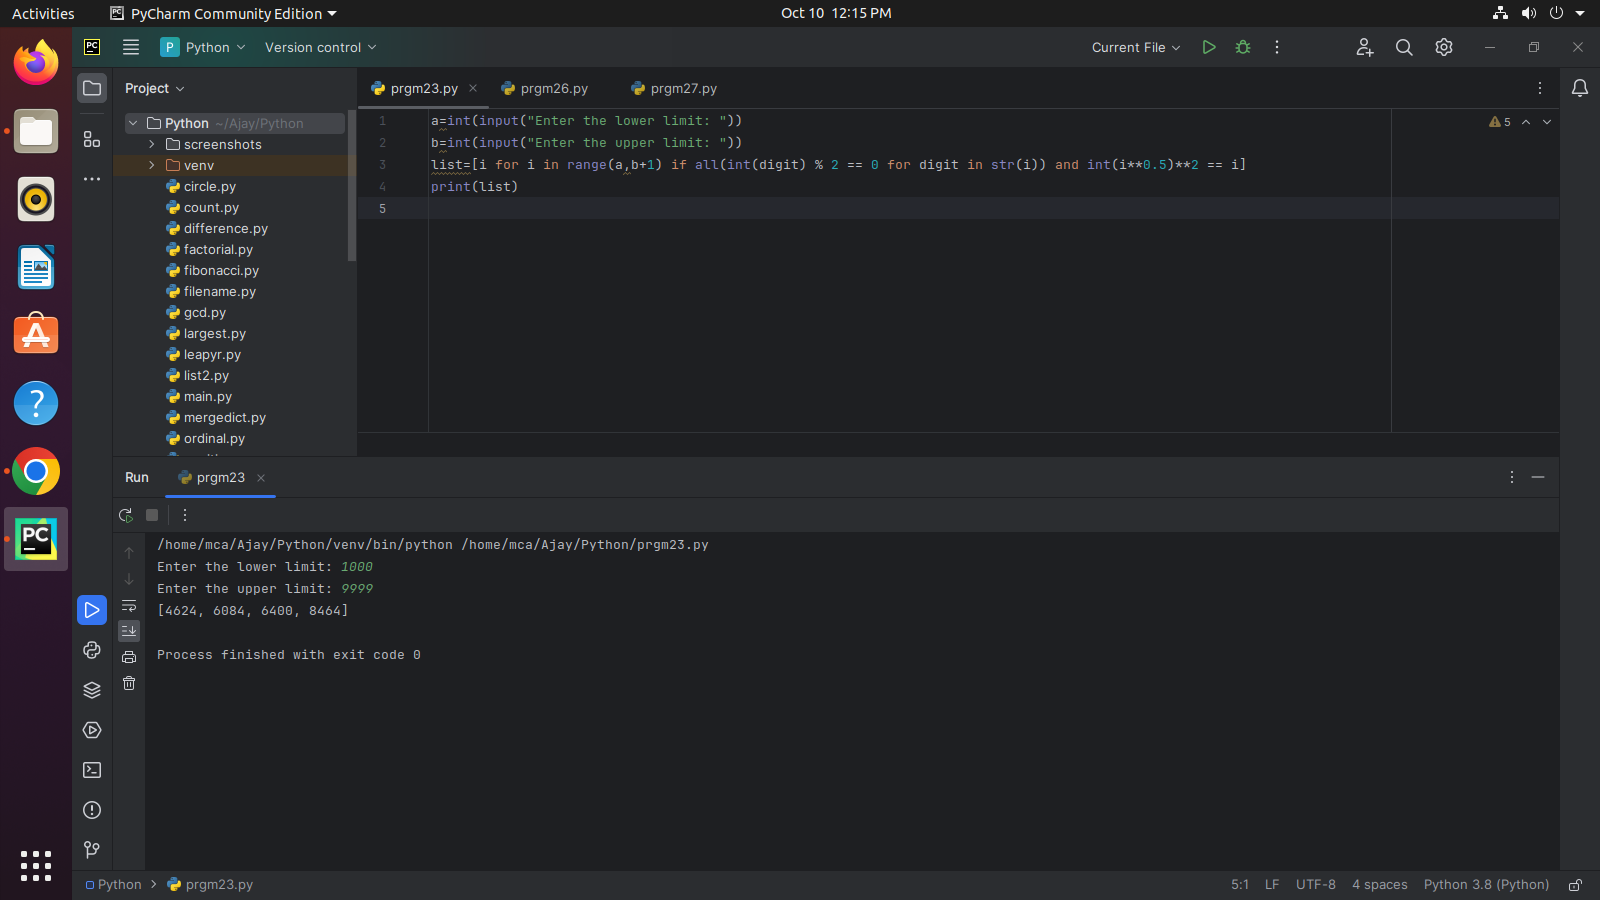 Activities PyCharm Community Edition Oct 10 12:15 PM
PC P Python Version control Current File
Project
prgm23.py prgm26.py prgm27.py
Python ~/Ajay/Python
screenshots
venv
circle.py
count.py
difference.py
factorial.py
fibonacci.py
filename.py
gcd.py
largest.py
leapyr.py
list2.py
main.py
mergedict.py
ordinal.py
5
1 a=int(input("Enter the lower limit: "))
2 b=int(input("Enter the upper limit: "))
3 list=[i for i in range(a,b+1) if all(int(digit) % 2 == 0 for digit in str(i)) and int(i**0.5)**2 == i]
4 print(list)
5
Run prgm23
/home/mca/Ajay/Python/venv/bin/python /home/mca/Ajay/Python/prgm23.py
Enter the lower limit: 1000
Enter the upper limit: 9999
[4624, 6084, 6400, 8464]
Process finished with exit code 0
PC
Python prgm23.py 5:1 LF UTF-8 4 spaces Python 3.8 (Python)